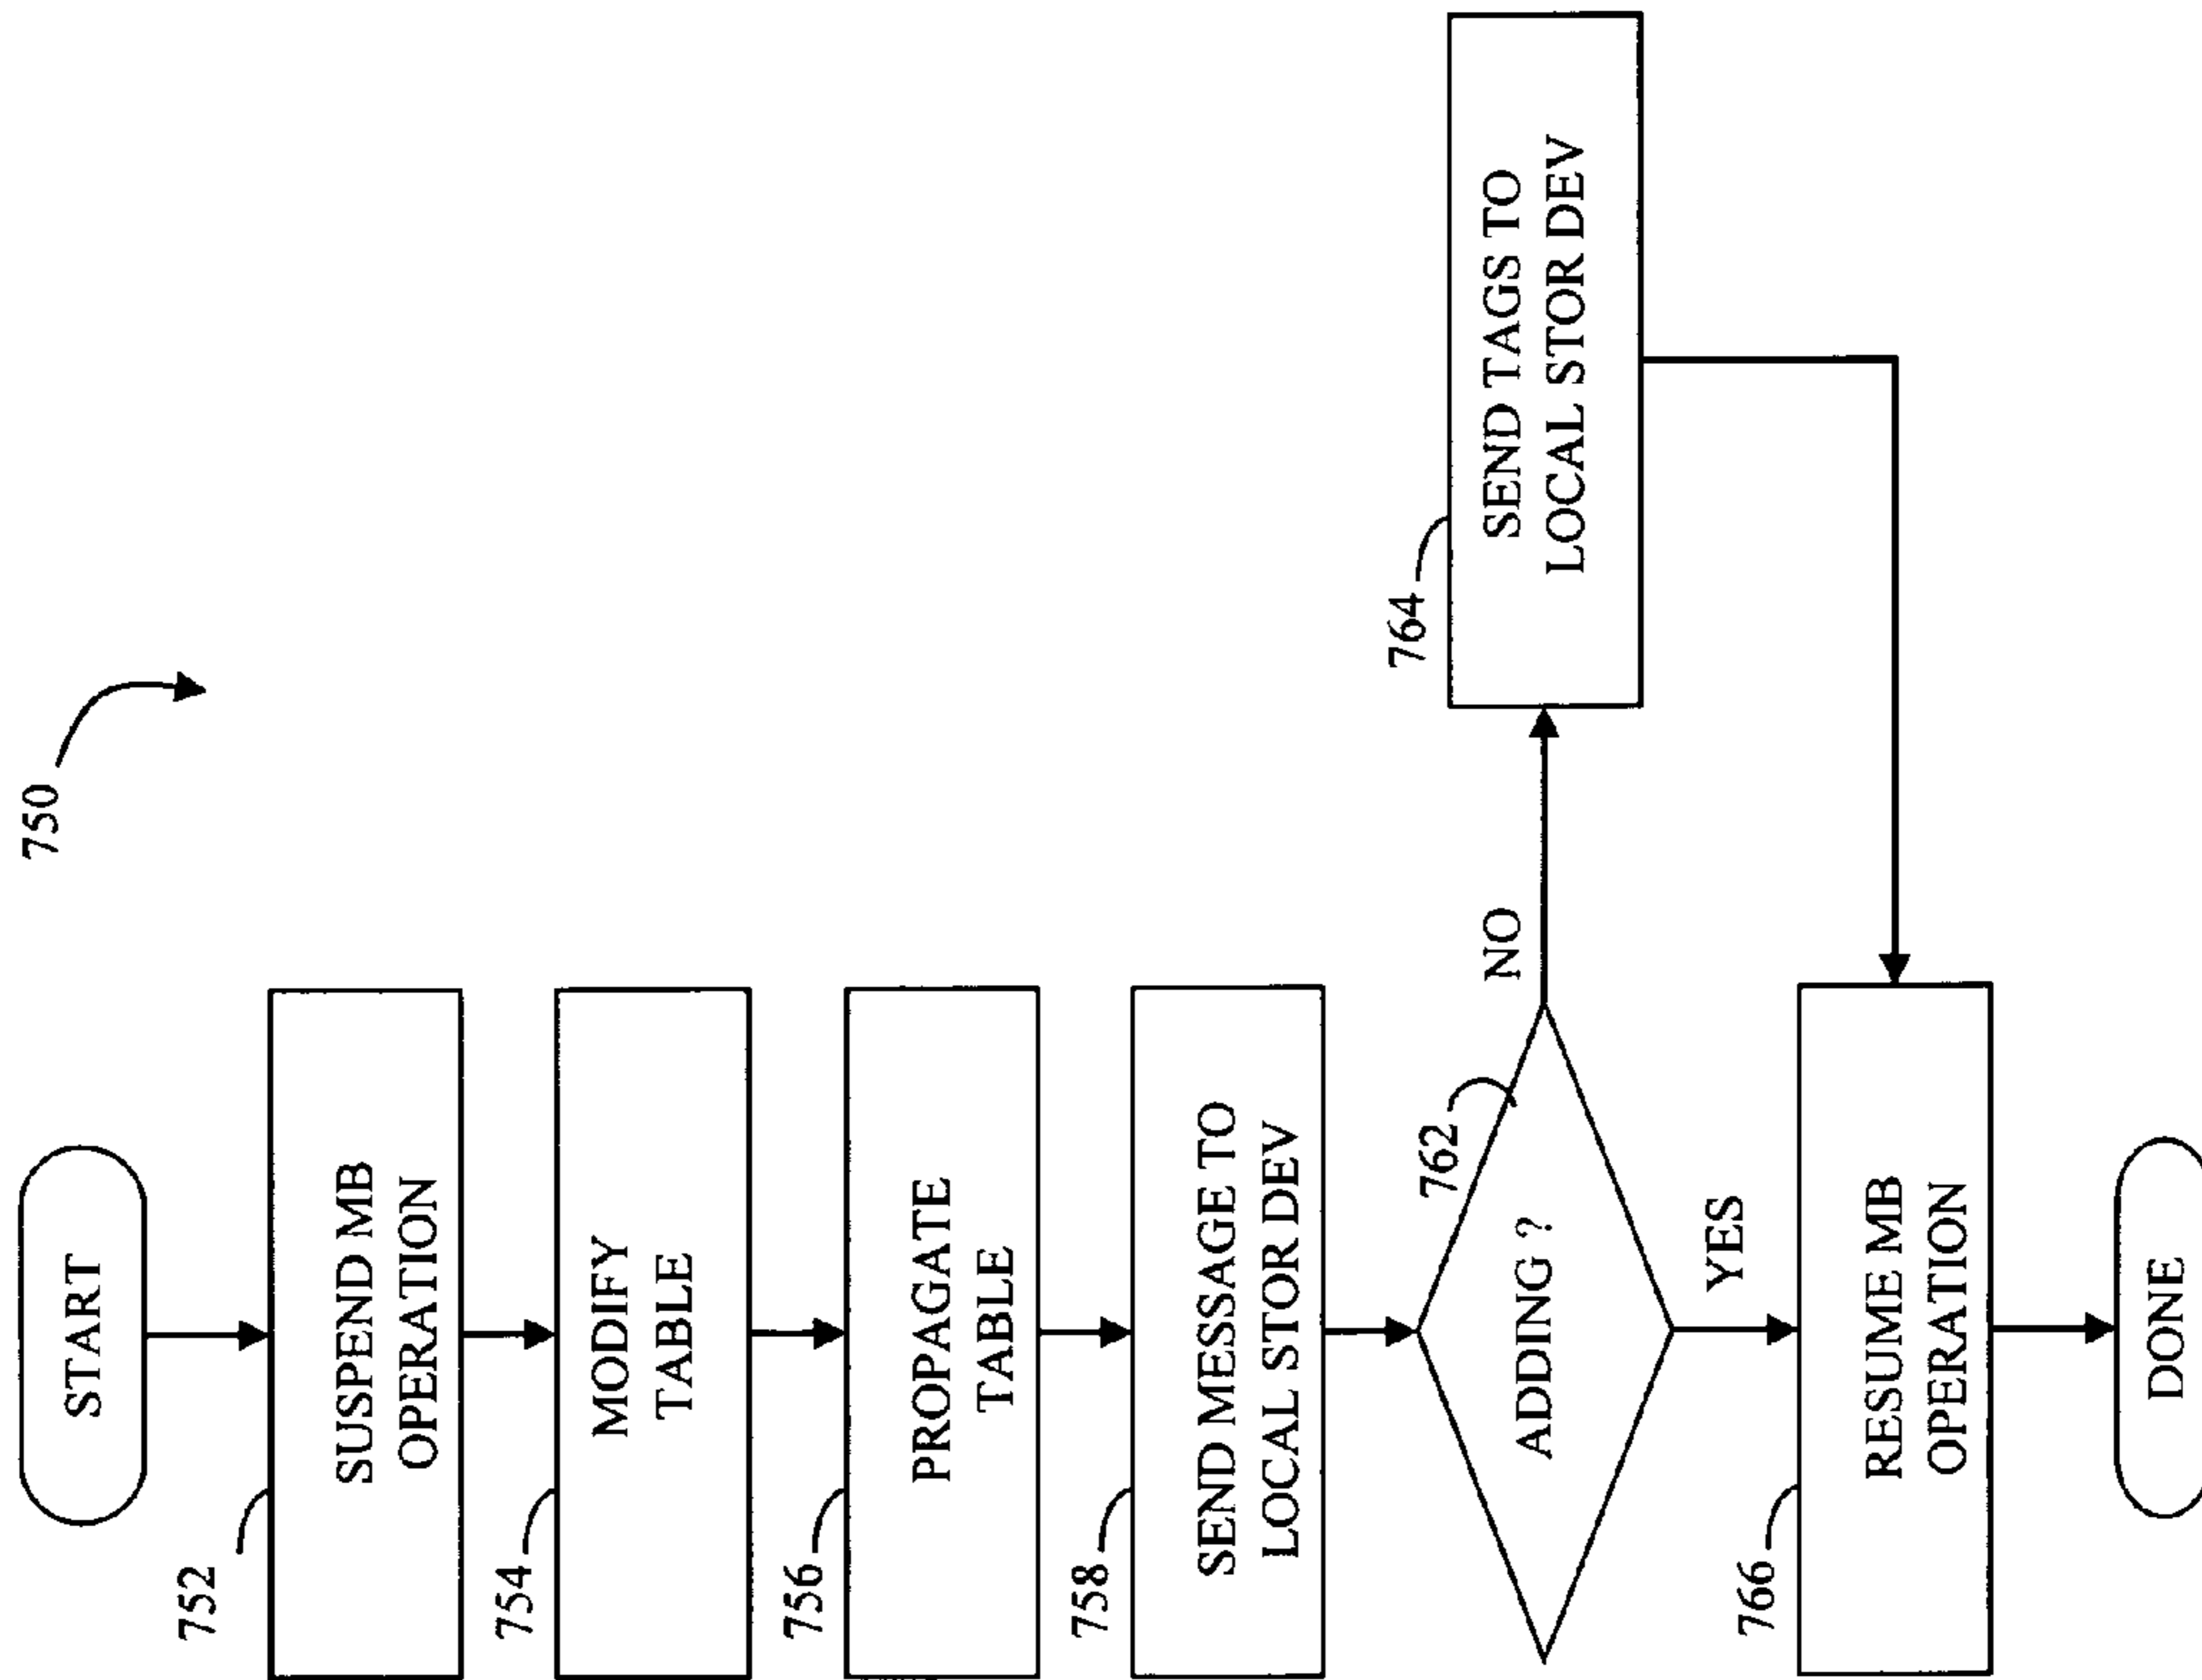 750
START
752
SUSPEND MB
OPERATION
754
MODIFY
TABLE
756
PROPAGATE
TABLE
758
SEND MESSAGE TO
LOCAL STOR DEV
762
ADDING ?
NO
764
SEND TAGS TO
LOCAL STOR DEV
YES
766
RESUME MB
OPERATION
DONE